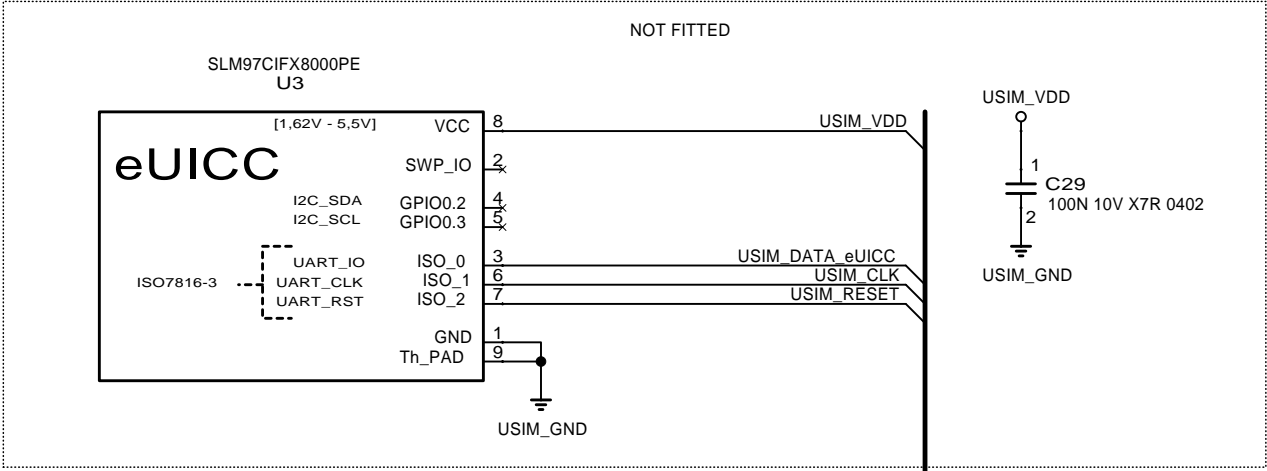 NOT FITTED
SLM97CIFX8000PE
U3
[1,62V - 5,5V]
VCC 8
USIM_VDD
eUICC
SWP_IO 2
I2C_SDA GPIO0.2 4
I2C_SCL GPIO0.3 5
UART_IO ISO_0 3 USIM_DATA_eUICC
ISO7816-3 UART_CLK ISO_1 6 USIM_CLK
UART_RST ISO_2 7 USIM_RESET
GND 1
Th_PAD 9
USIM_GND
USIM_VDD
1
C29
100N 10V X7R 0402
2
USIM_GND